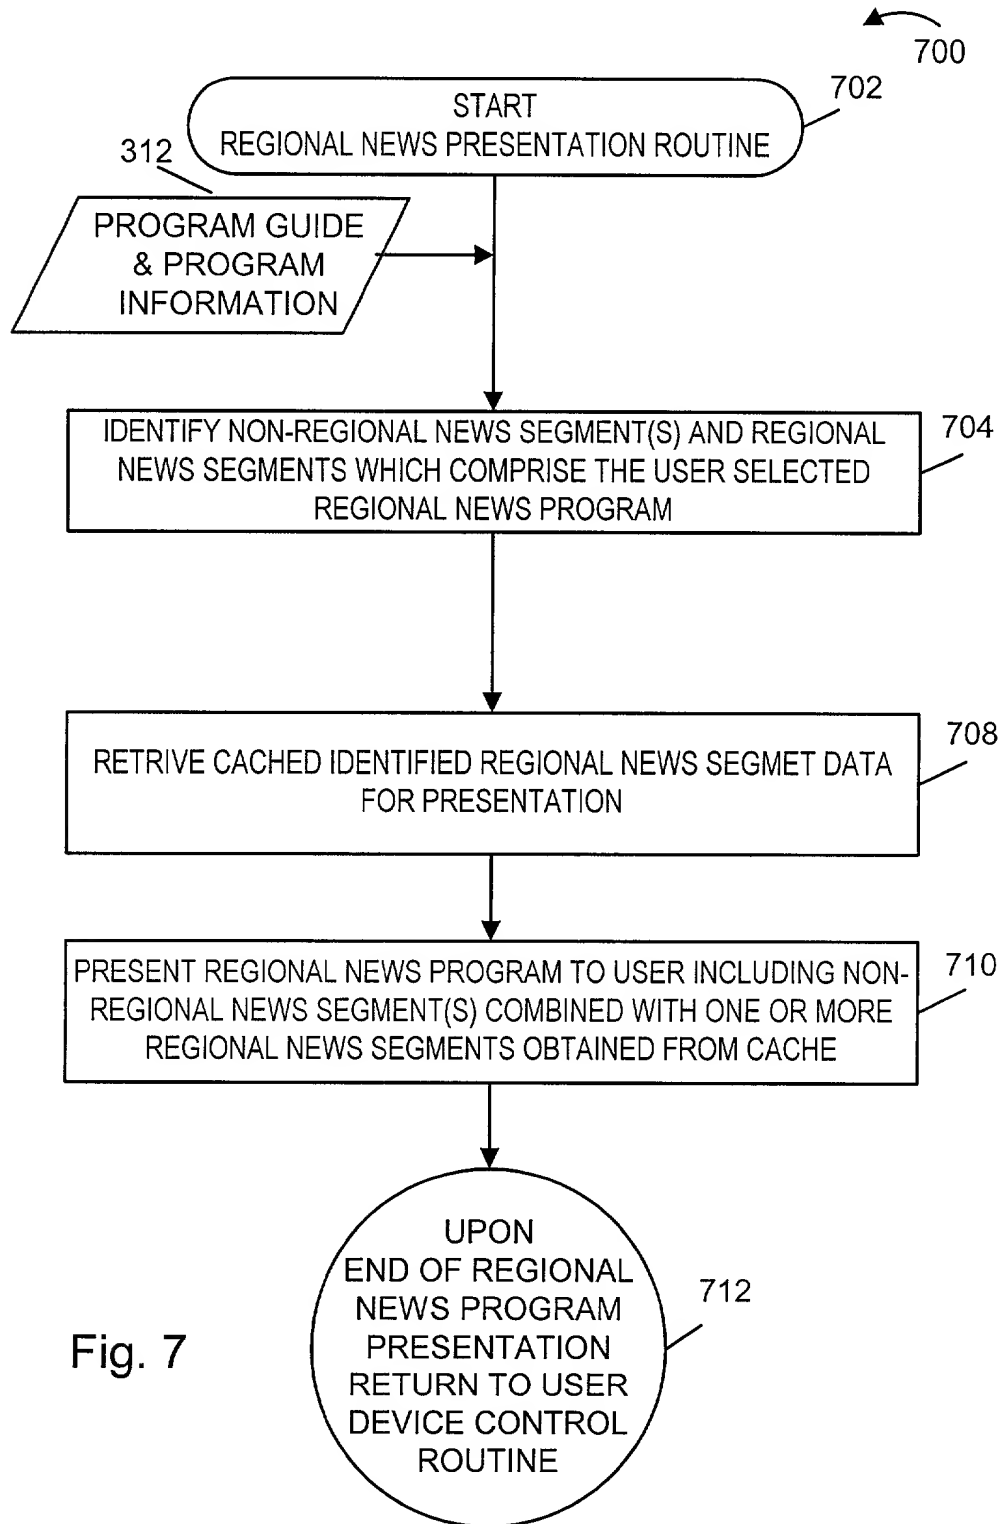 700
START
REGIONAL NEWS PRESENTATION ROUTINE
702
312
PROGRAM GUIDE
& PROGRAM
INFORMATION
IDENTIFY NON-REGIONAL NEWS SEGMENT(S) AND REGIONAL
NEWS SEGMENTS WHICH COMPRISE THE USER SELECTED
REGIONAL NEWS PROGRAM
704
RETRIVE CACHED IDENTIFIED REGIONAL NEWS SEGMET DATA
FOR PRESENTATION
708
PRESENT REGIONAL NEWS PROGRAM TO USER INCLUDING NON-
REGIONAL NEWS SEGMENT(S) COMBINED WITH ONE OR MORE
REGIONAL NEWS SEGMENTS OBTAINED FROM CACHE
710
UPON
END OF REGIONAL
NEWS PROGRAM
PRESENTATION
RETURN TO USER
DEVICE CONTROL
ROUTINE
712
Fig. 7